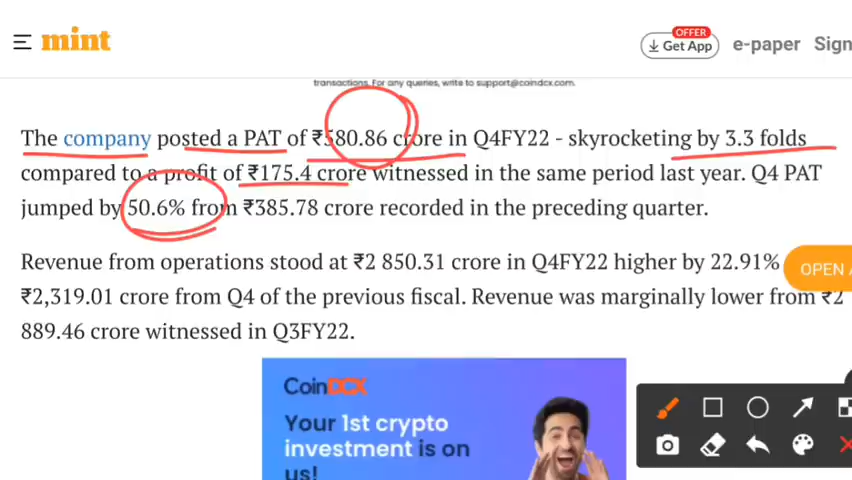 mint
OFFER
Get App
e-paper
Sign
transactions. For any queries, write to support@coindcx.com.
The company posted a PAT of ₹580.86 crore in Q4FY22 - skyrocketing by 3.3 folds
compared to a profit of ₹175.4 crore witnessed in the same period last year. Q4 PAT
jumped by 50.6% from ₹385.78 crore recorded in the preceding quarter.
Revenue from operations stood at ₹2 850.31 crore in Q4FY22 higher by 22.91%
OPEN
₹2,319.01 crore from Q4 of the previous fiscal. Revenue was marginally lower from ₹2
889.46 crore witnessed in Q3FY22.
CoinDCX
Your 1st crypto
investment is on
us!